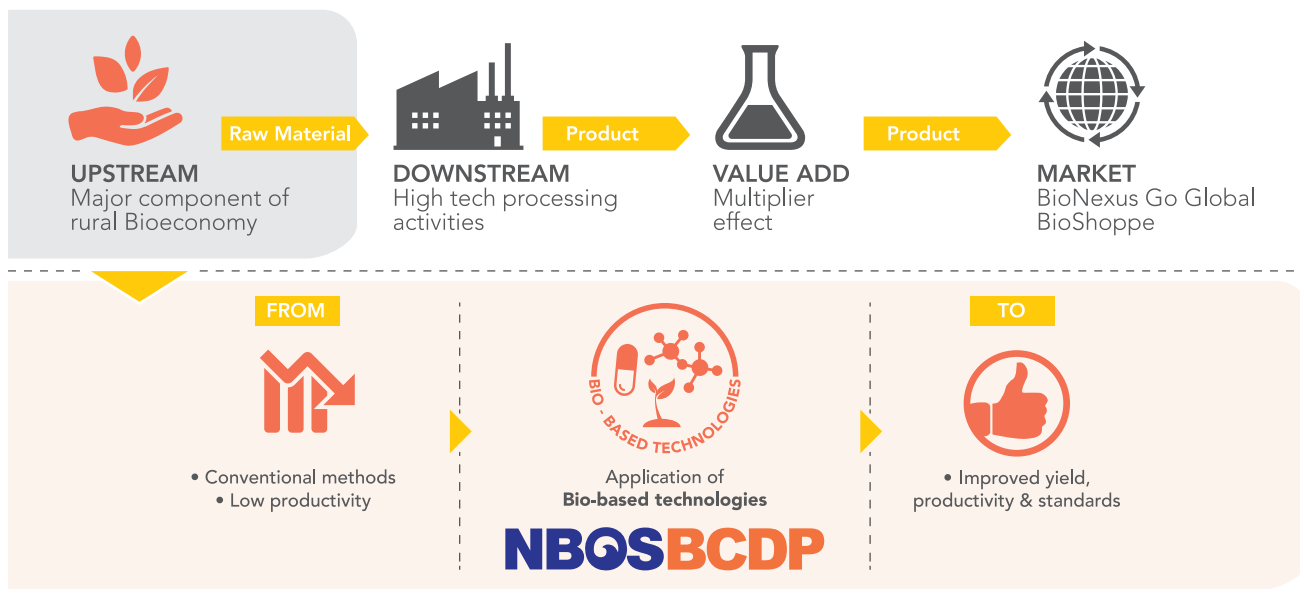 Raw Material
Product
Product
UPSTREAM
Major component of
rural Bioeconomy
DOWNSTREAM
High tech processing
activities
VALUE ADD
Multiplier
effect
MARKET
BioNexus Go Global
BioShoppe
FROM
• Conventional methods
• Low productivity
BIO - BASED TECHNOLOGIES
Application of
Bio-based technologies
NBOSBCDP
TO
• Improved yield,
productivity & standards